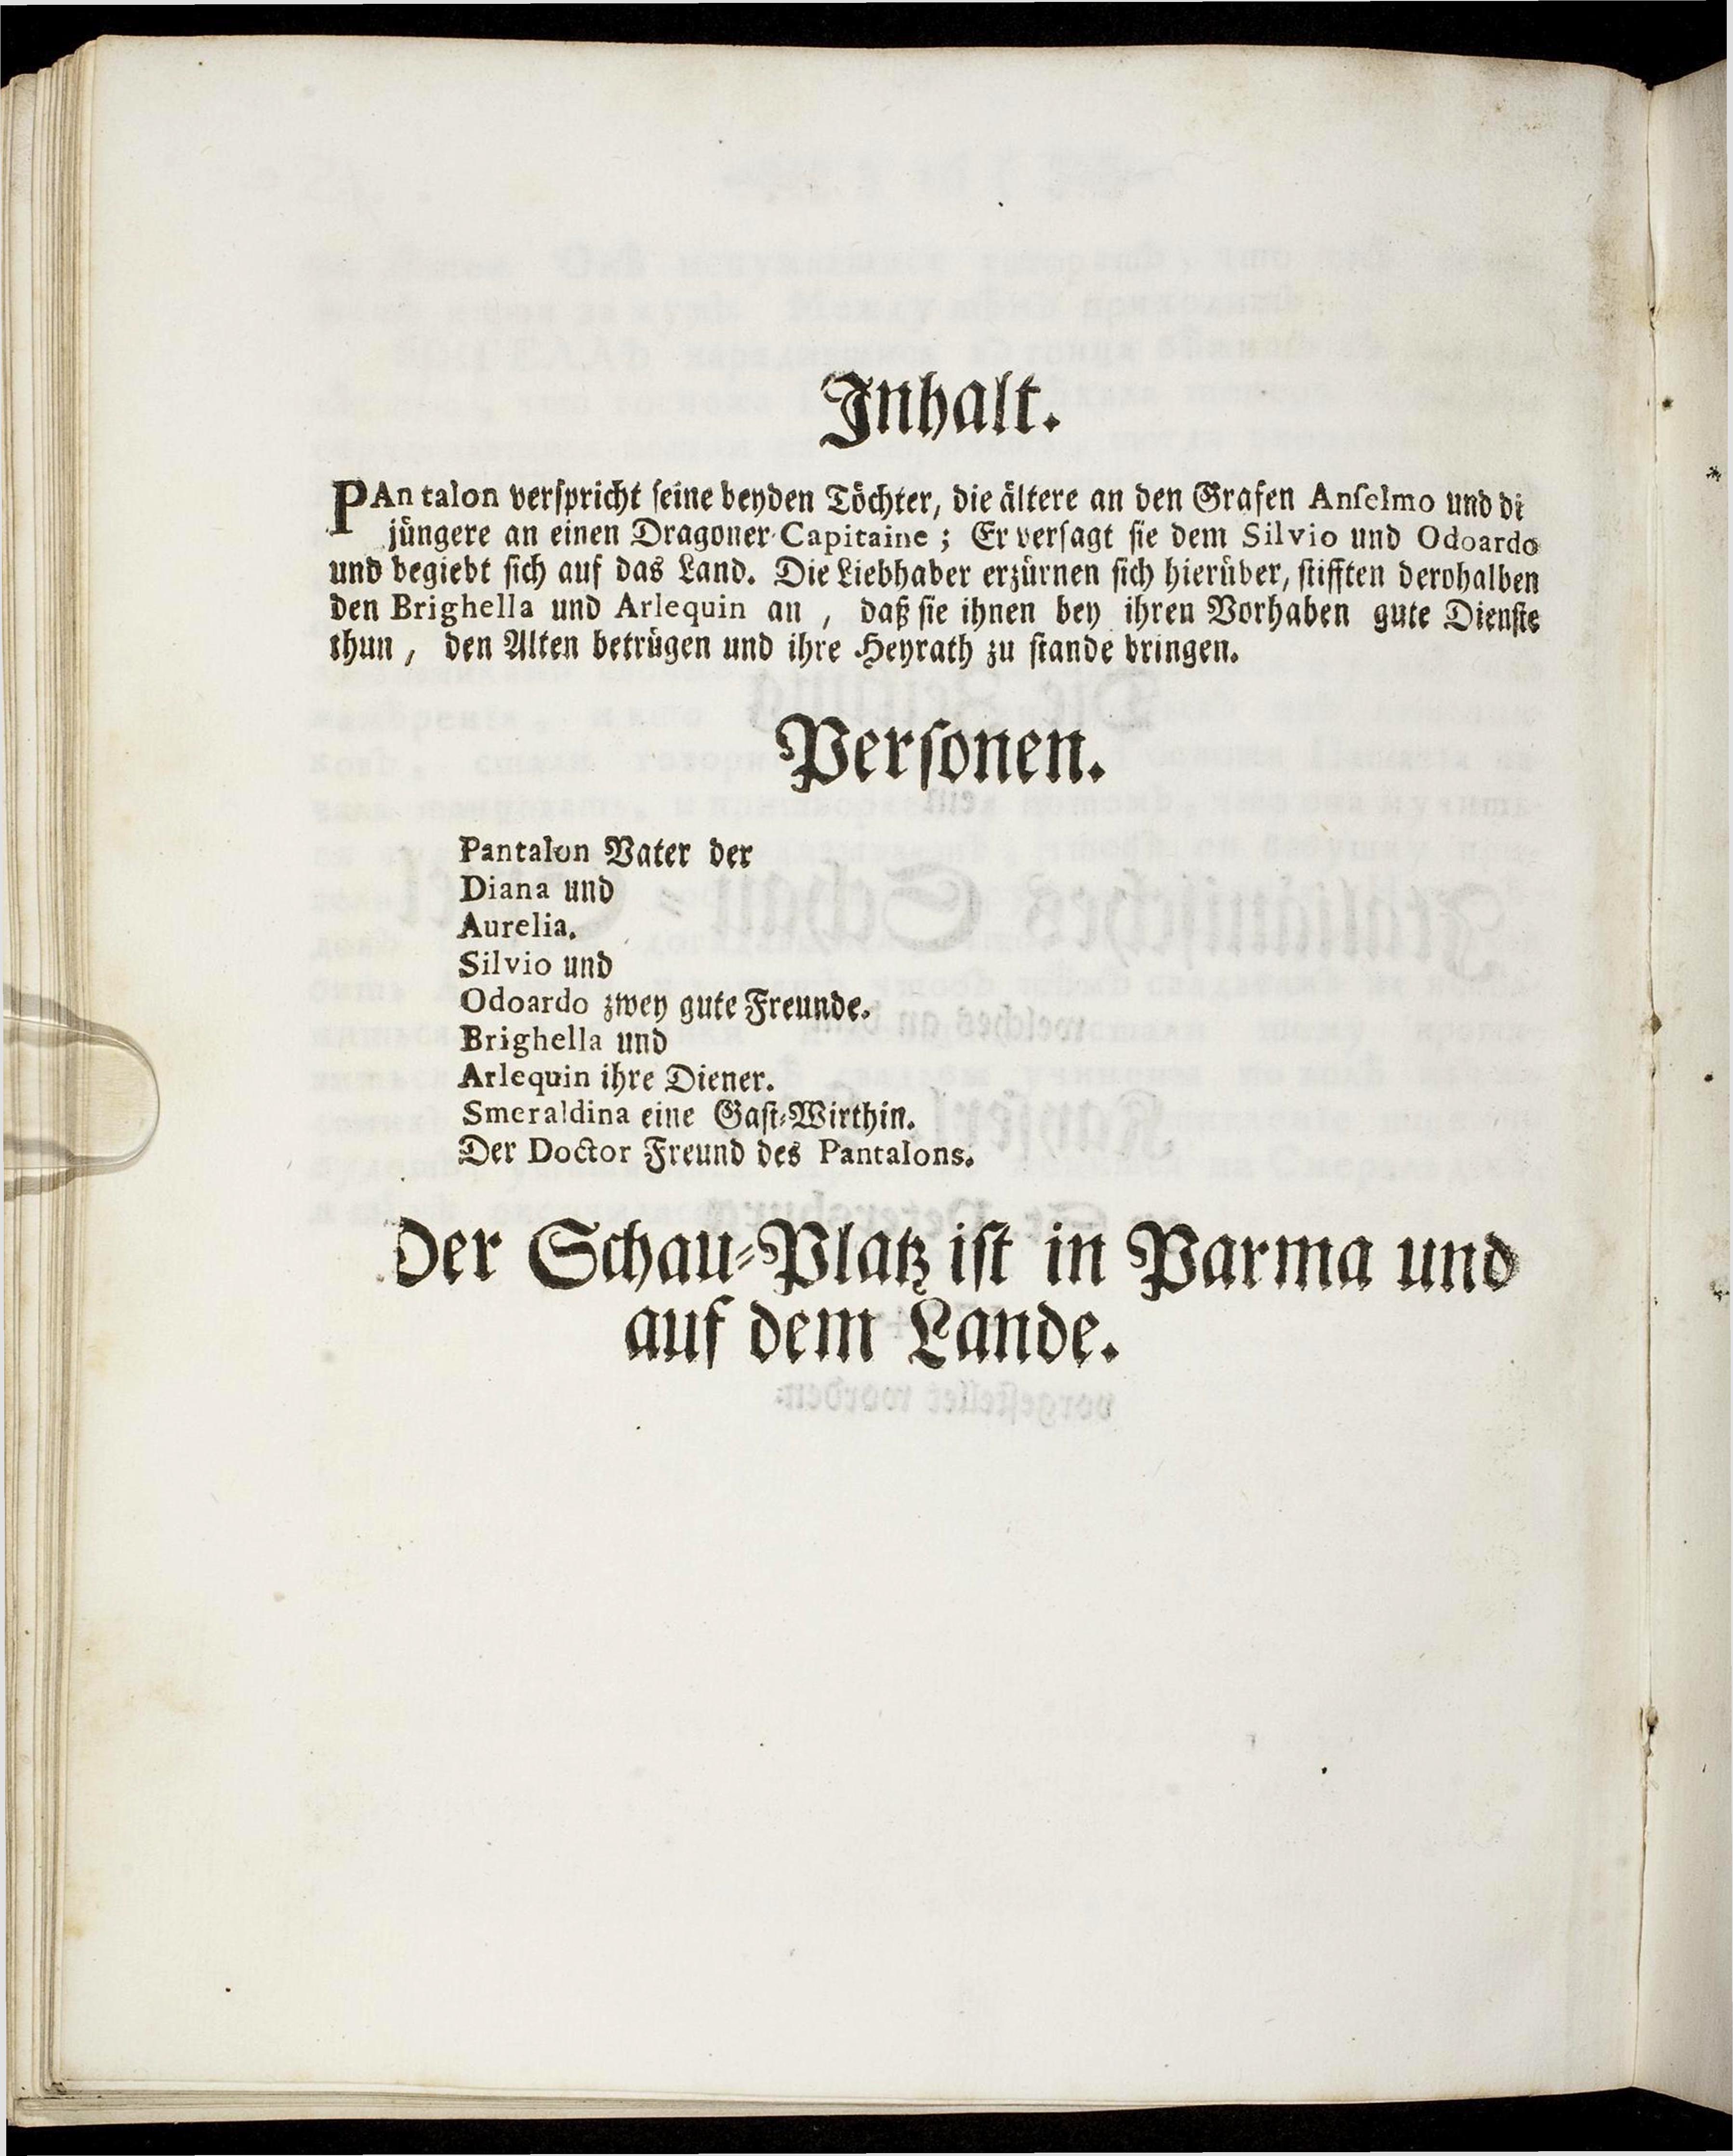 Inhalt.
PAn talon verſpricht ſeine beyden Töchter, die ältere an den Grafen Anſelmo und di
jüngere an einen Dragoner-Capitaine ; Er verſagt ſie dem Silvio und Odoardo
und begiebt ſich auf das Land. Die Liebhaber erzürnen ſich hierüber, ſtifften derohalben
den Brighella und Arlequin an , daß ſie ihnen bey ihren Vorhaben gute Dienſte
thun , den Alten betrügen und ihre Heyrath zu ſtande bringen.
Perſonen.
Pantalon Vater der
Diana und
Aurelia.
Silvio und
Odoardo zwey gute Freunde.
Brighella und
Arlequin ihre Diener.
Smeraldina eine Gaſt-Wirthin.
Der Doctor Freund des Pantalons.
Der Schau-Platz iſt in Parma und
auf dem Lande.